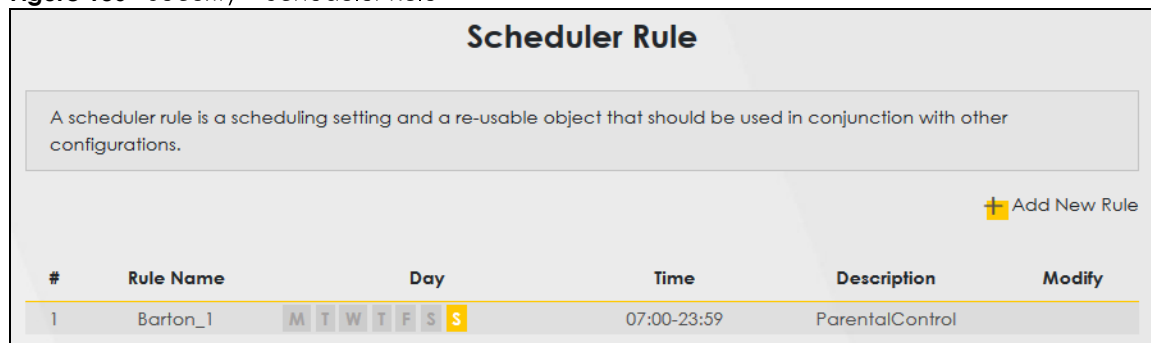 Scheduler Rule
A scheduler rule is a scheduling setting and a re-usable object that should be used in conjunction with other
configurations.
+ Add New Rule
# Rule Name Day Time Description Modify
1 Barton_1 M T W T F S S 07:00-23:59 ParentalControl